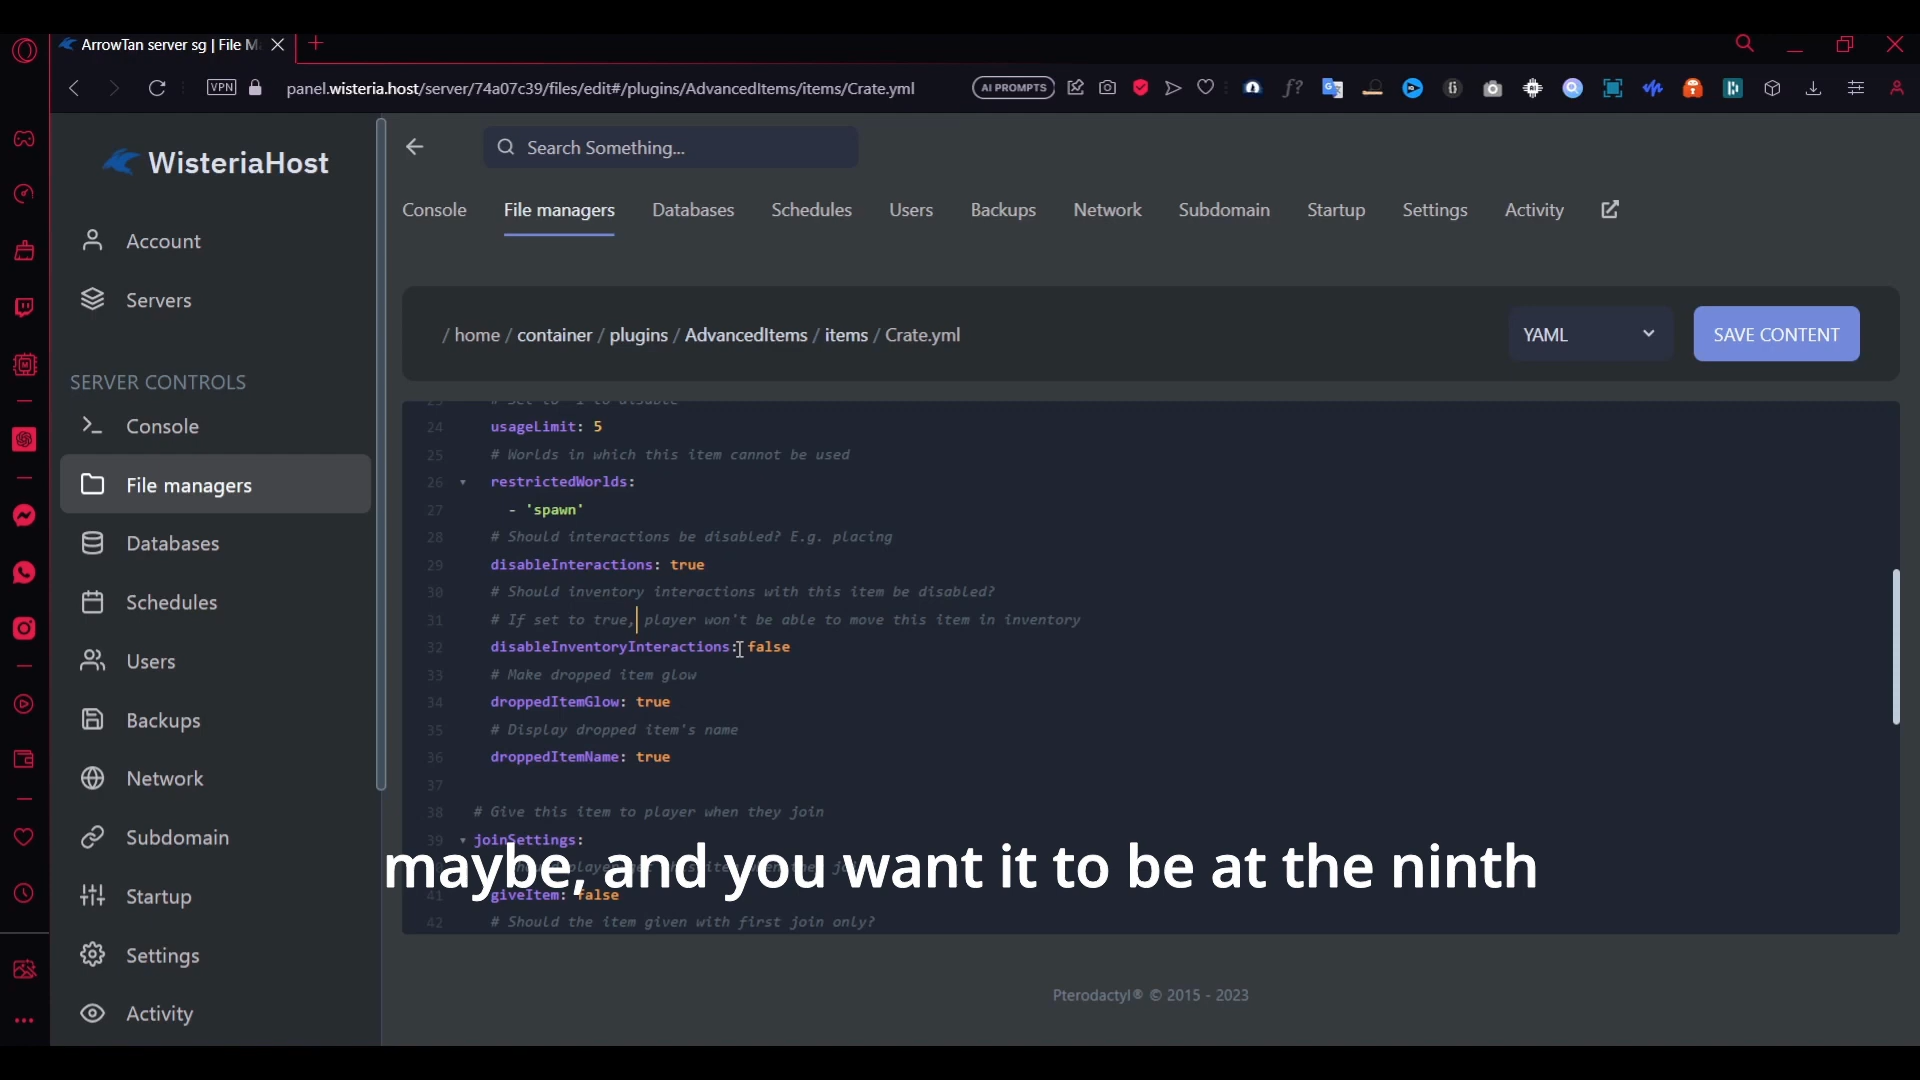 ArrowTan server sg | File M
VPN
panel.wisteria.host/server/74a07c39/files/edit#/plugins/AdvancedItems/items/Crate.yml
AI PROMPTS
WisteriaHost
Search Something...
Console File managers Databases Schedules Users Backups Network Subdomain Startup Settings Activity
Account
Servers
SERVER CONTROLS
Console
File managers
Databases
Schedules
Users
Backups
Network
Subdomain
Startup
Settings
Activity
/ home / container / plugins / AdvancedItems / items / Crate.yml
YAML
SAVE CONTENT
24 usageLimit: 5
25 # Worlds in which this item cannot be used
26 restrictedWorlds:
27 - 'spawn'
28 # Should interactions be disabled? E.g. placing
29 disableInteractions: true
30 # Should inventory interactions with this item be disabled?
31 # If set to true, player won't be able to move this item in inventory
32 disableInventoryInteractions: false
33 # Make dropped item glow
34 droppedItemGlow: true
35 # Display dropped item's name
36 droppedItemName: true
37
38 # Give this item to player when they join
39 joinSettings:
41 giveItem: false
42 # Should the item given with first join only?
maybe, and you want it to be at the ninth
Pterodactyl® © 2015 - 2023